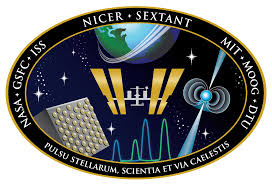 NASA • GSFC • ISS
NICER • SEXTANT
MIT • MOOG • DTU
PULSU STELLARUM, SCIENTIA ET VIA CAELESTIS